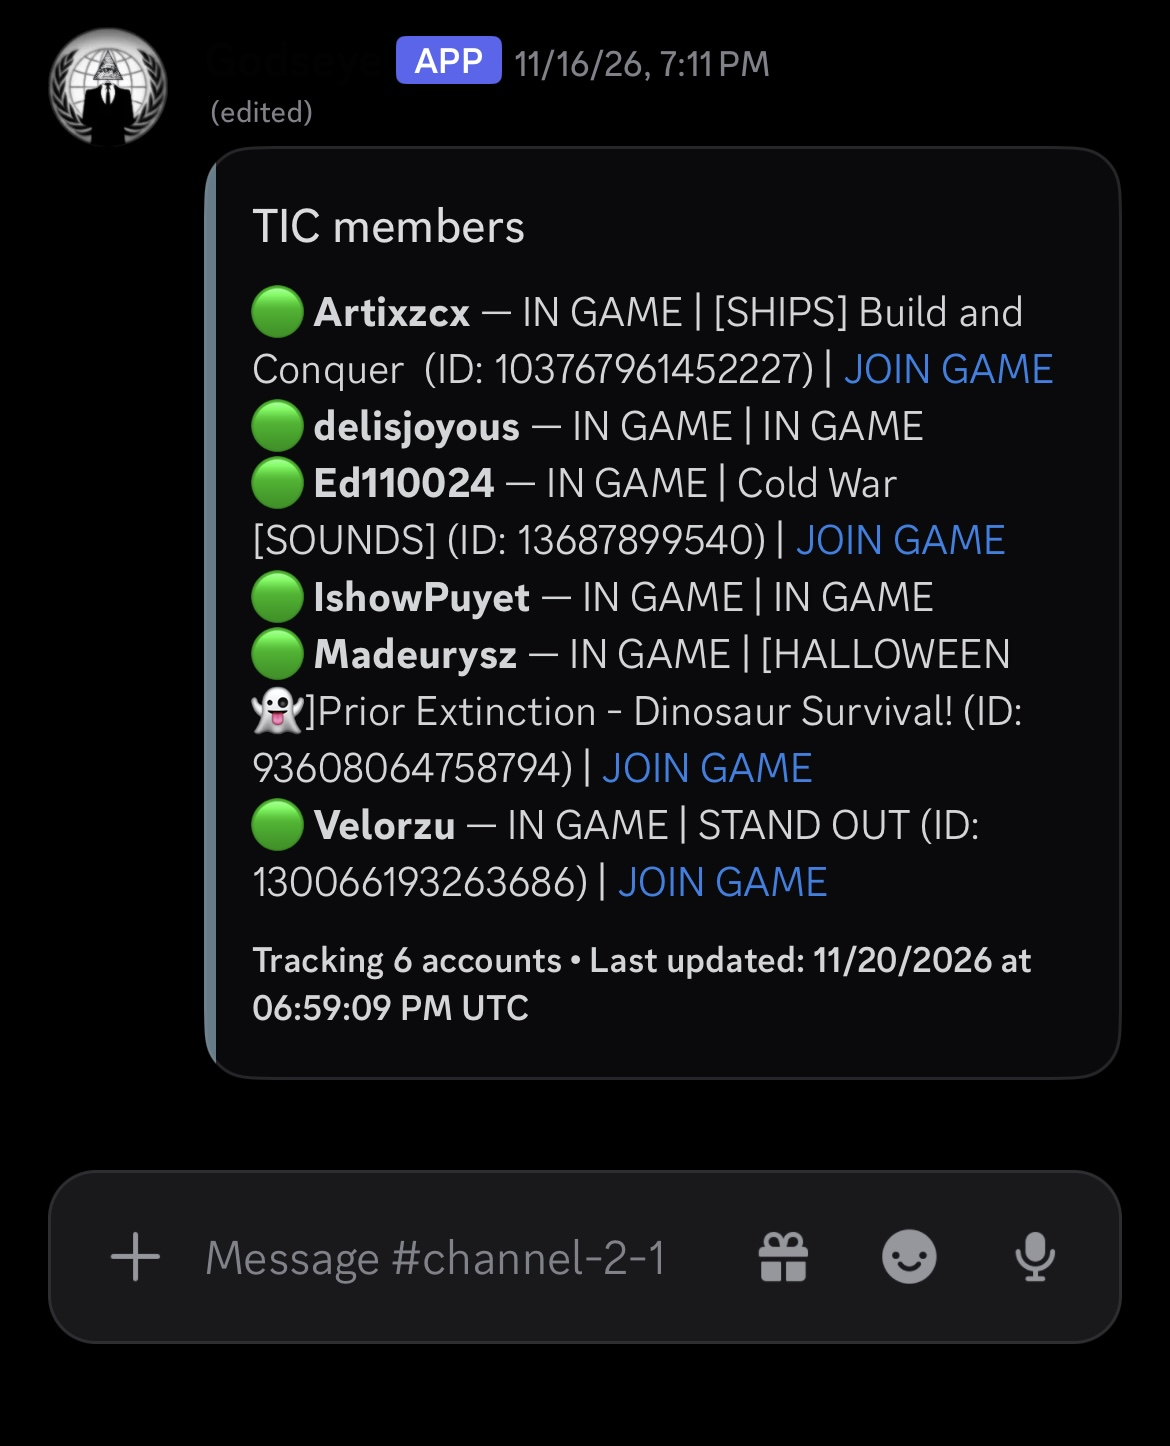 Godseye APP 11/16/26, 7:11 PM
(edited)
TIC members
🟢 Artixzcx — IN GAME | [SHIPS] Build and
Conquer (ID: 103767961452227) | JOIN GAME
🟢 delisjoyous — IN GAME | IN GAME
🟢 Ed110024 — IN GAME | Cold War
[SOUNDS] (ID: 13687899540) | JOIN GAME
🟢 IshowPuyet — IN GAME | IN GAME
🟢 Madeurysz — IN GAME | [HALLOWEEN
👻]Prior Extinction - Dinosaur Survival! (ID:
93608064758794) | JOIN GAME
🟢 Velorzu — IN GAME | STAND OUT (ID:
130066193263686) | JOIN GAME
Tracking 6 accounts • Last updated: 11/20/2026 at
06:59:09 PM UTC
Message #channel-2-1